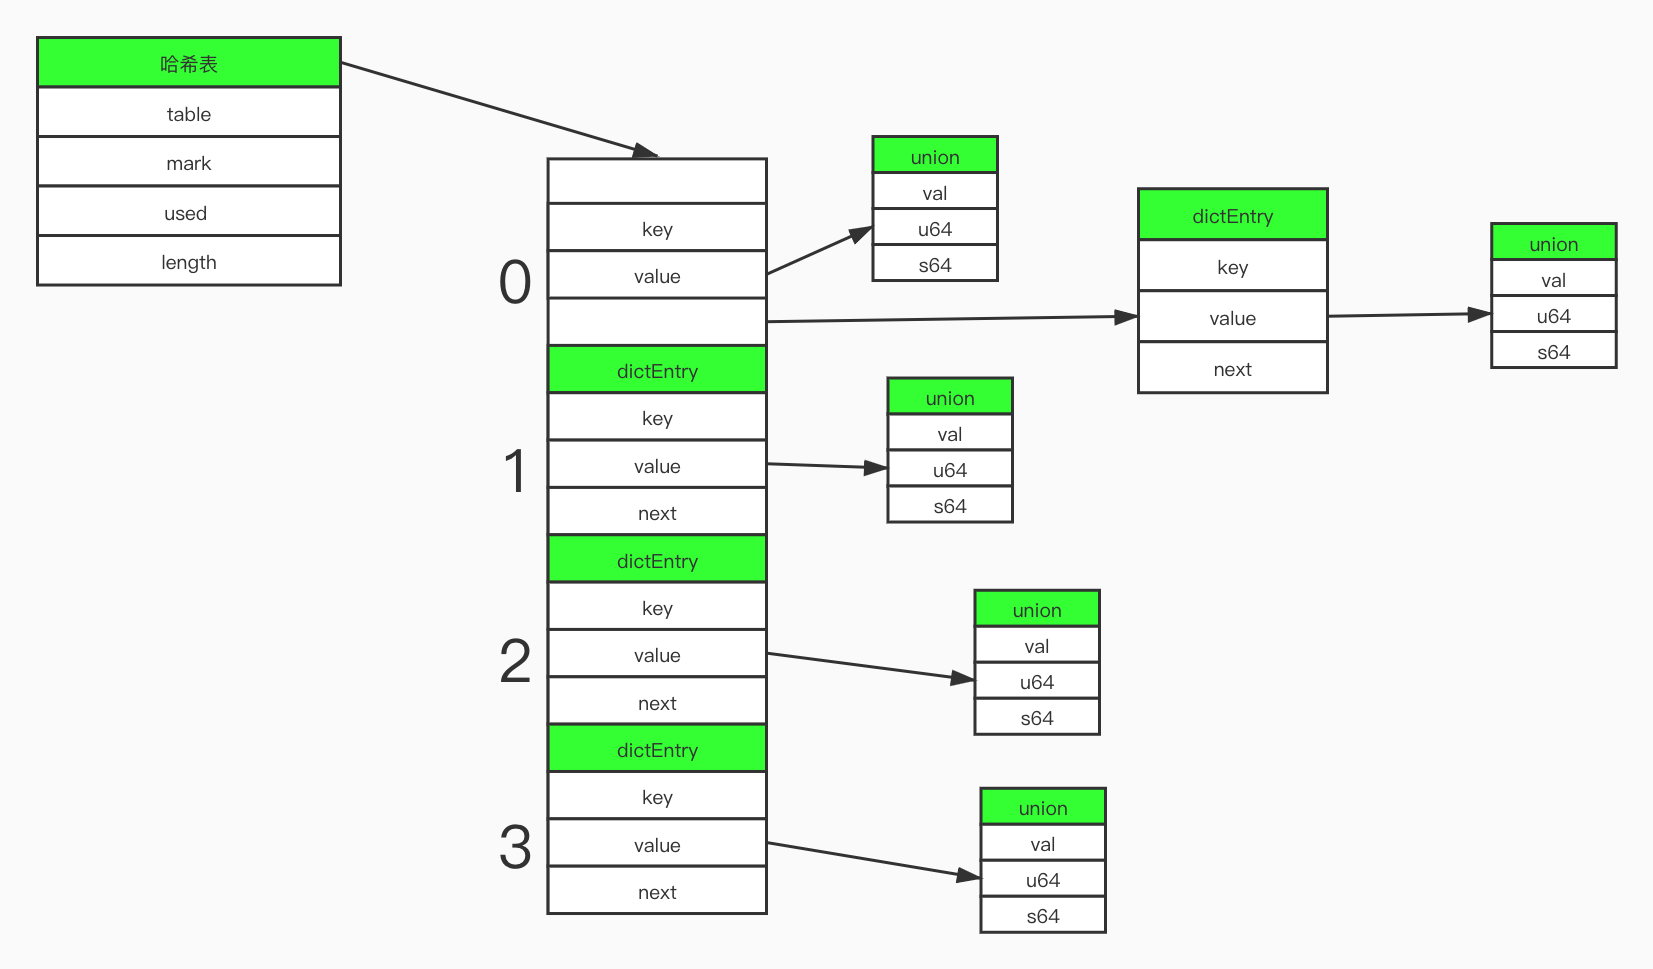 哈希表
table
mark
used
length
0
key
value
union
val
u64
s64
dictEntry
key
value
next
union
val
u64
s64
1
dictEntry
key
value
next
union
val
u64
s64
2
dictEntry
key
value
next
union
val
u64
s64
3
dictEntry
key
value
next
union
val
u64
s64